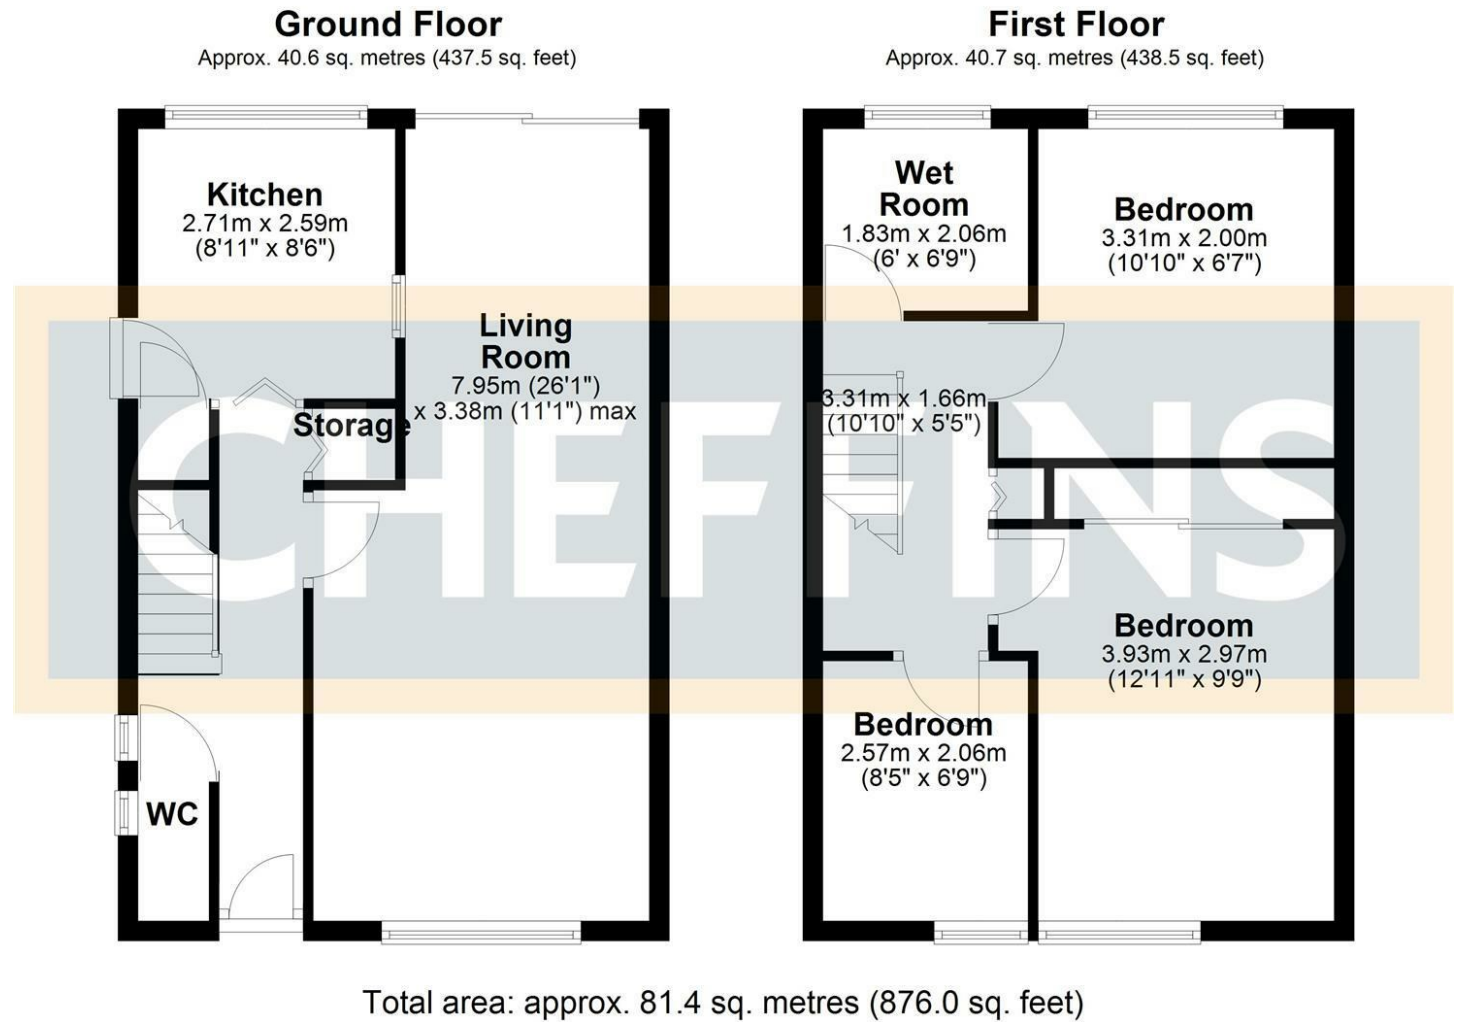 Ground Floor
Approx. 40.6 sq. metres (437.5 sq. feet)
Kitchen
2.71m x 2.59m
(8'11" x 8'6")
Living
Room
7.95m (26'1")
x 3.38m (11'1") max
Storage
WC
First Floor
Approx. 40.7 sq. metres (438.5 sq. feet)
Wet
Room
1.83m x 2.06m
(6' x 6'9")
Bedroom
3.31m x 2.00m
(10'10" x 6'7")
3.31m x 1.66m
(10'10" x 5'5")
Bedroom
3.93m x 2.97m
(12'11" x 9'9")
Bedroom
2.57m x 2.06m
(8'5" x 6'9")
CHEFFINS
Total area: approx. 81.4 sq. metres (876.0 sq. feet)